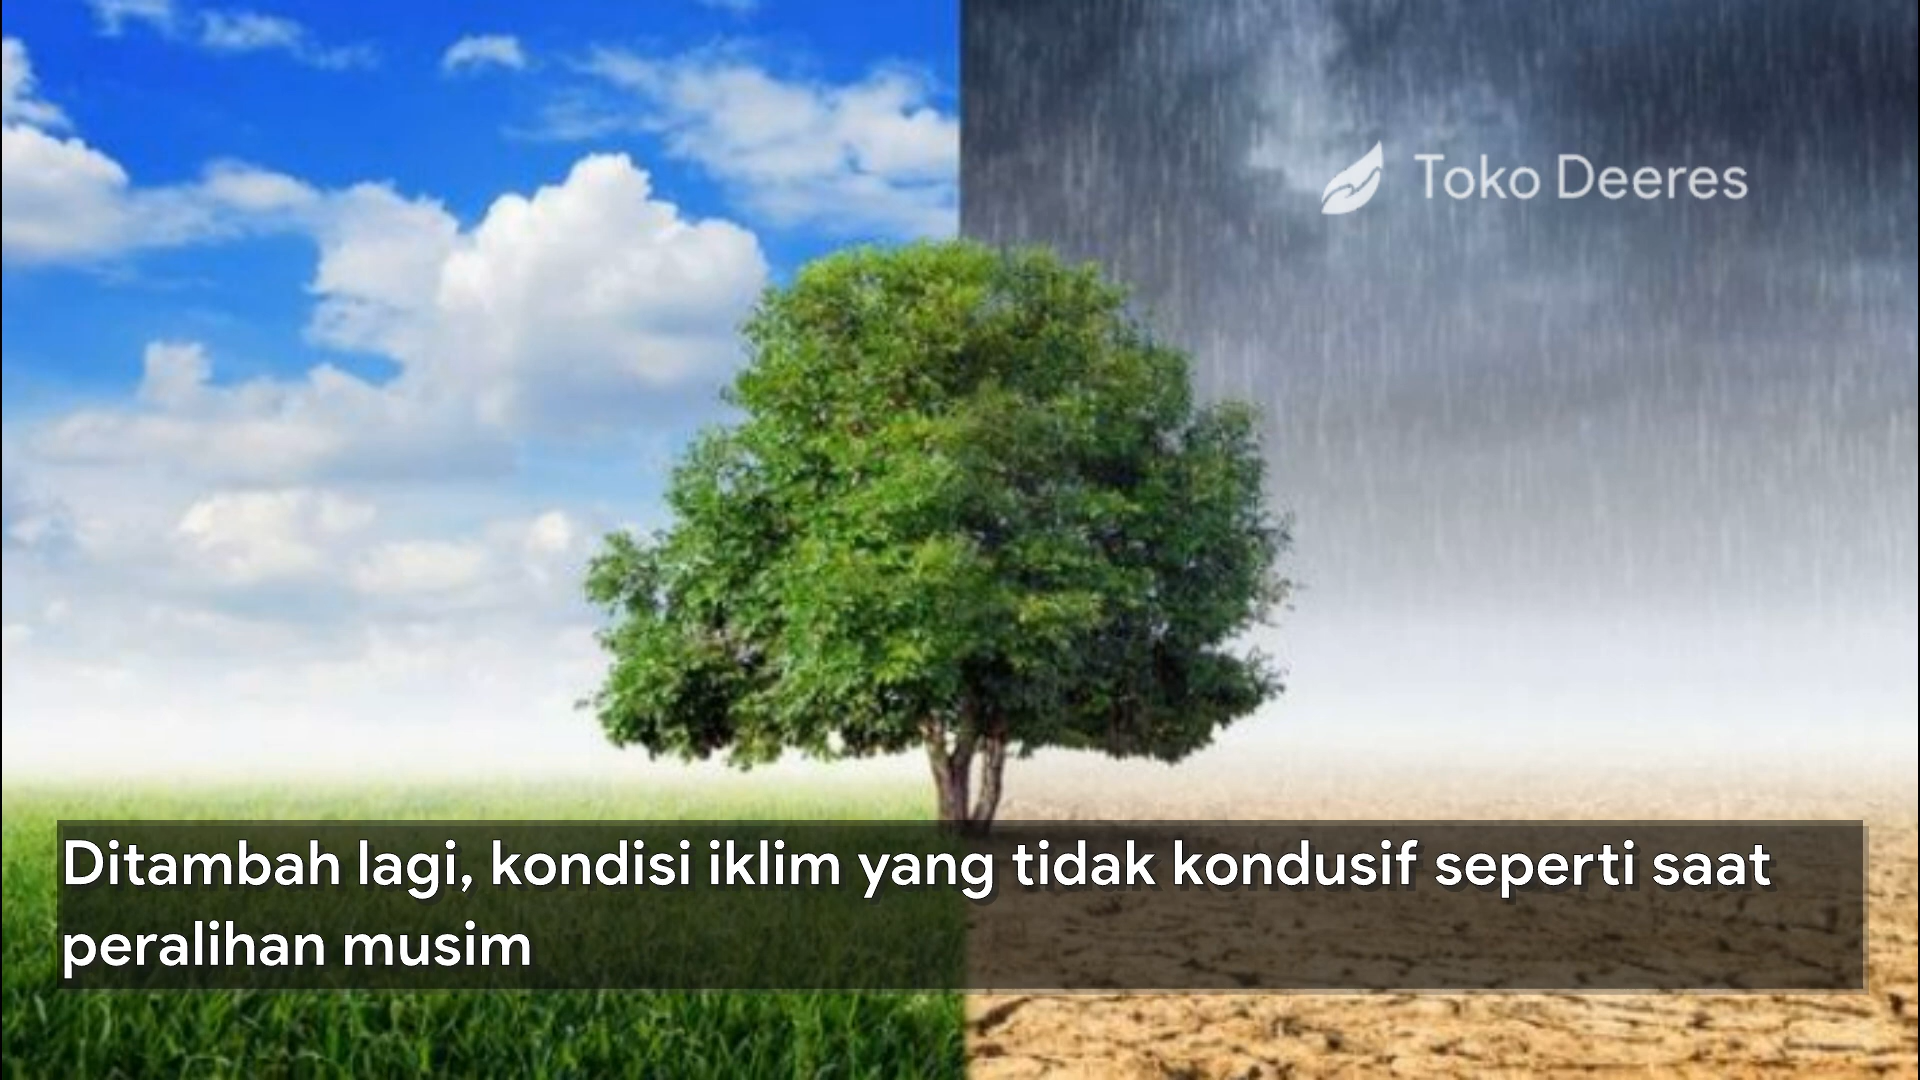 Toko Deeres
Ditambah lagi, kondisi iklim yang tidak kondusif seperti saat
peralihan musim